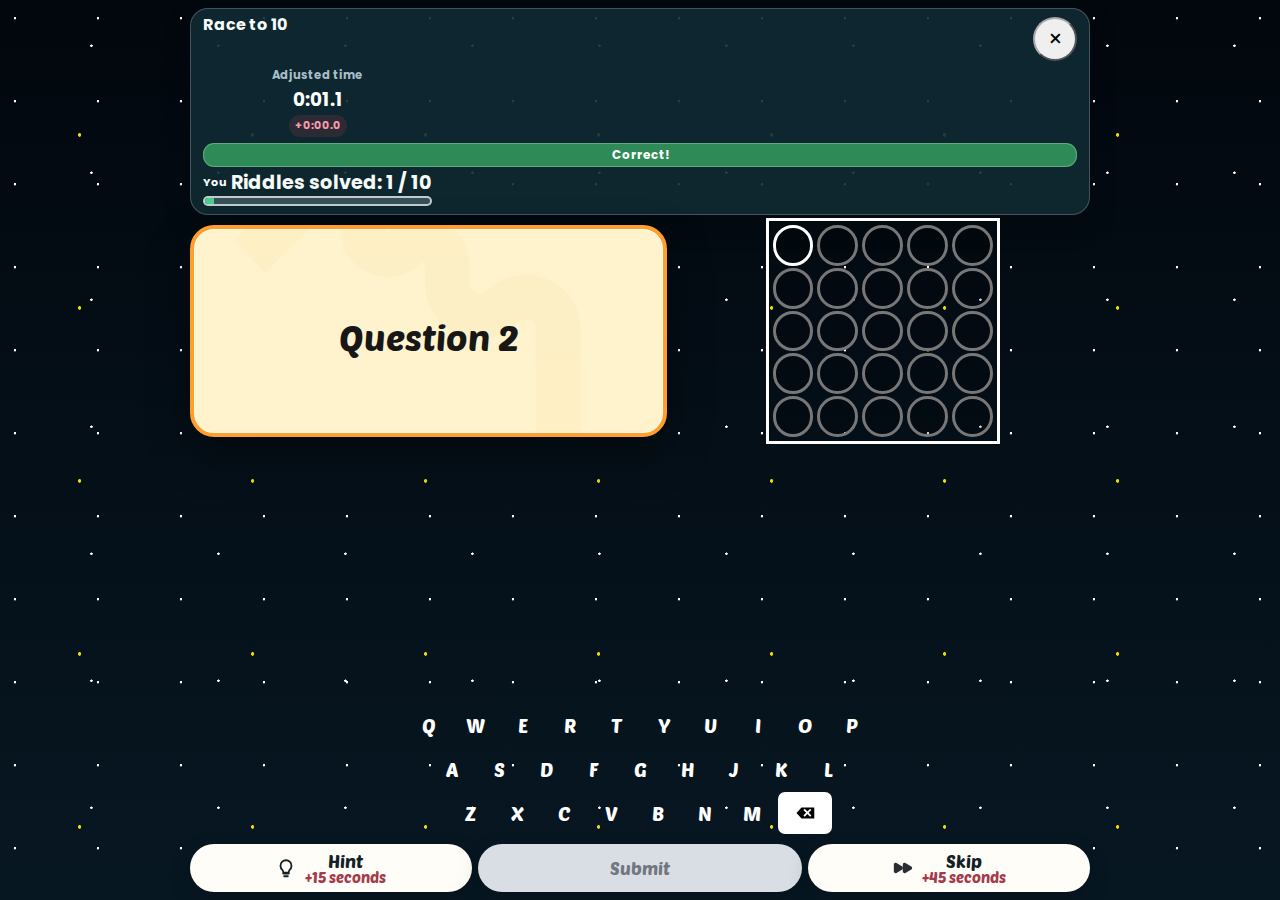 Race to 10
Adjusted time
0:01.1
+0:00.0
Correct!
You Riddles solved: 1 / 10
Question 2
Q W E R T Y U I O P
A S D F G H J K L
Z X C V B N M
Hint
+15 seconds
Submit
Skip
+45 seconds